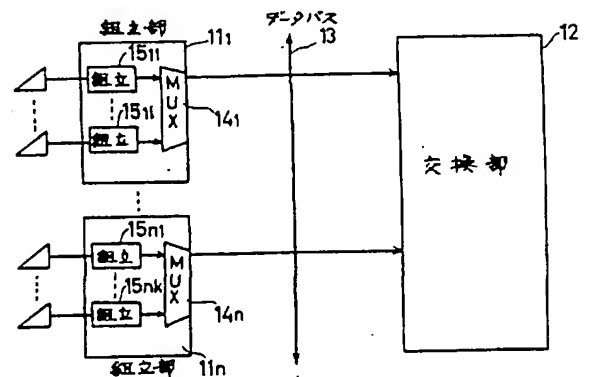 組立部
11₁
データバス
13
12
15₁₁
組立
MUX
14₁
15₁ₗ
組立
交換部
15ₙ₁
組立
MUX
15ₙₖ
組立
14ₙ
組立部
11ₙ